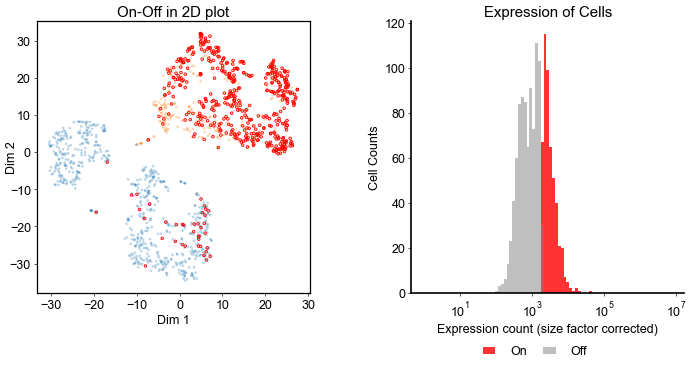 On-Off in 2D plot
Dim 2
30
20
10
0
−10
−20
−30
−30 −20 −10 0 10 20 30
Dim 1
Expression of Cells
Cell Counts
120
100
80
60
40
20
0
10^1 10^3 10^5 10^7
Expression count (size factor corrected)
On Off